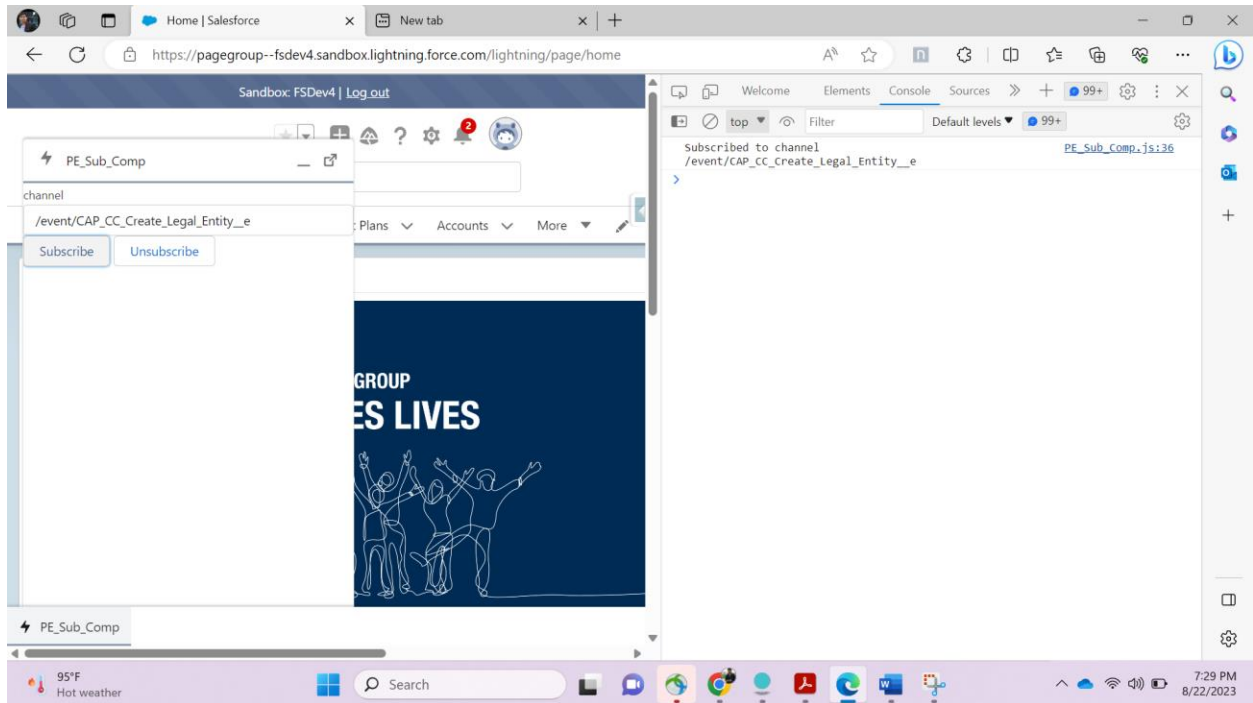 Home | Salesforce
New tab
https://pagegroup--fsdev4.sandbox.lightning.force.com/lightning/page/home
Sandbox: FSDev4 | Log out
2
PE_Sub_Comp
channel
/event/CAP_CC_Create_Legal_Entity__e
Subscribe Unsubscribe
Plans Accounts More
GROUP
ES LIVES
PE_Sub_Comp
Welcome Elements Console Sources 99+
top Filter Default levels 99+
Subscribed to channel PE_Sub_Comp.js:36
/event/CAP_CC_Create_Legal_Entity__e
95°F
Hot weather
Search
7:29 PM
8/22/2023